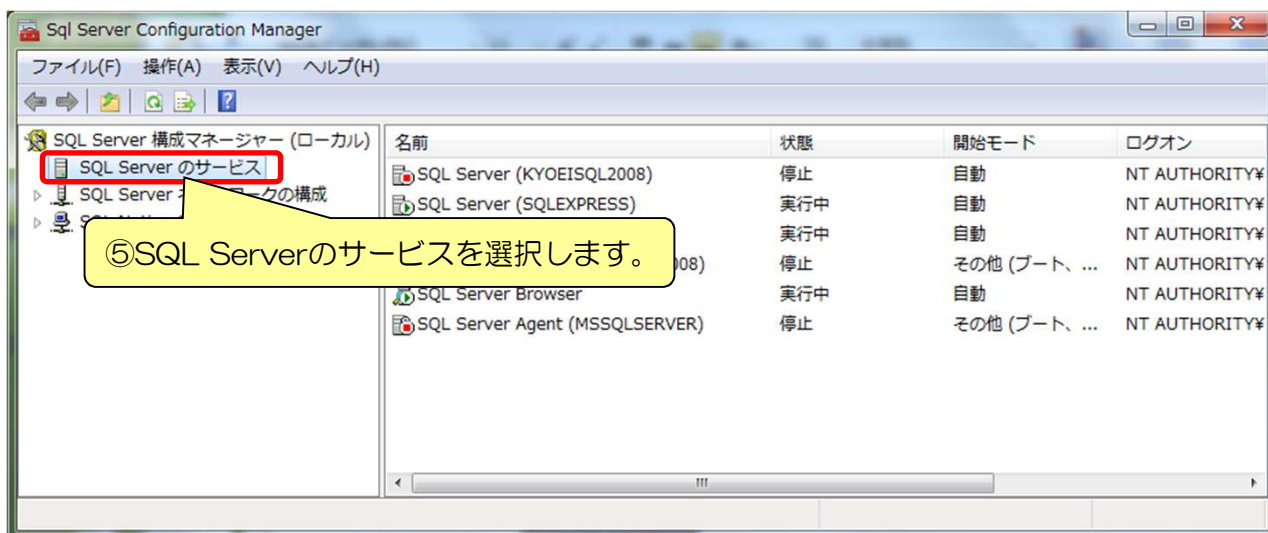 Sql Server Configuration Manager
ファイル(F) 操作(A) 表示(V) ヘルプ(H)
SQL Server 構成マネージャー (ローカル)
SQL Server のサービス
SQL Server ネットワークの構成
⑤SQL Serverのサービスを選択します。
名前 状態 開始モード ログオン
SQL Server (KYOEISQL2008) 停止 自動 NT AUTHORITY¥
SQL Server (SQLEXPRESS) 実行中 自動 NT AUTHORITY¥
実行中 自動 NT AUTHORITY¥
008) 停止 その他 (ブート、... NT AUTHORITY¥
SQL Server Browser 実行中 自動 NT AUTHORITY¥
SQL Server Agent (MSSQLSERVER) 停止 その他 (ブート、... NT AUTHORITY¥